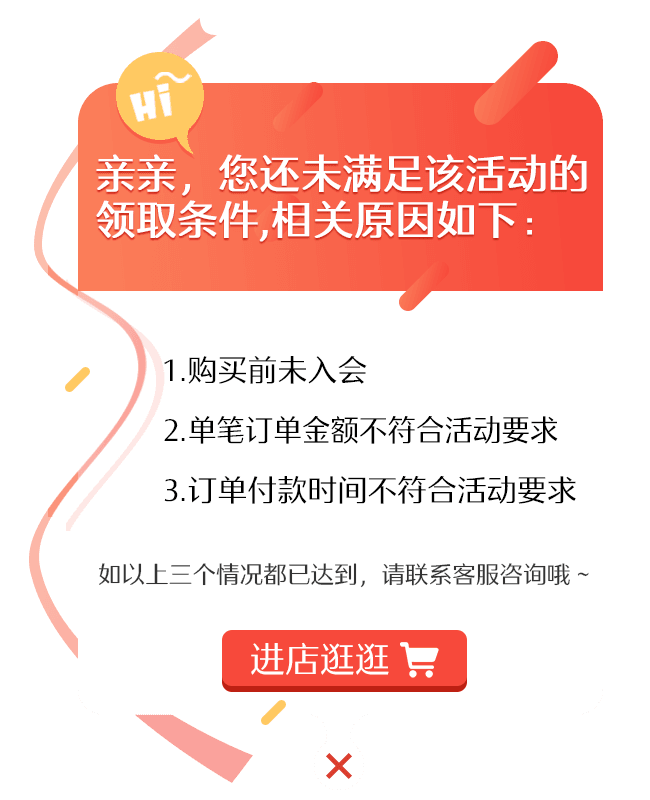 Hi~
亲亲，您还未满足该活动的
领取条件,相关原因如下：
1.购买前未入会
2.单笔订单金额不符合活动要求
3.订单付款时间不符合活动要求
如以上三个情况都已达到，请联系客服咨询哦~
进店逛逛